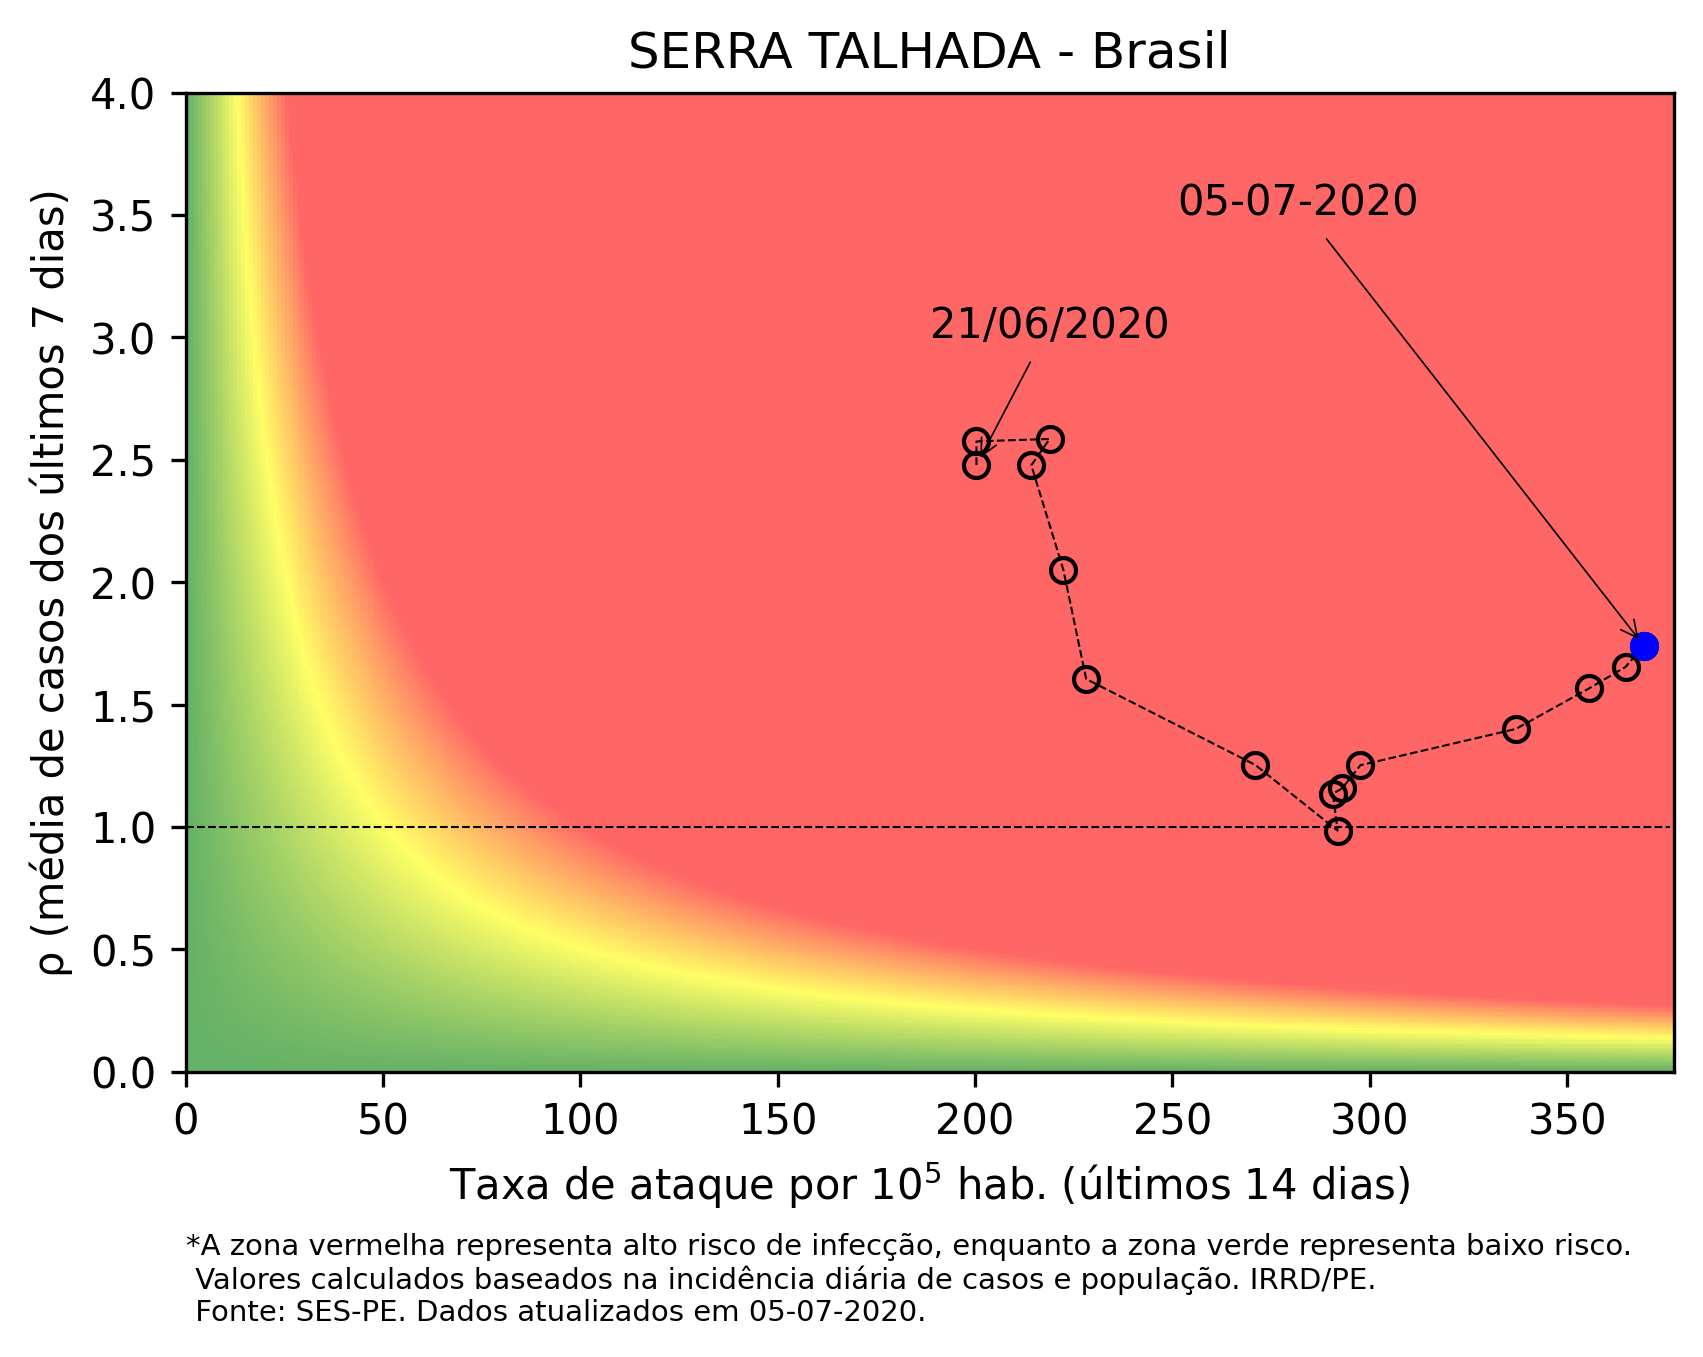 SERRA TALHADA - Brasil
4.0
3.5
3.0
2.5
2.0
1.5
1.0
0.5
0.0
ρ (média de casos dos últimos 7 dias)
05-07-2020
21/06/2020
0 50 100 150 200 250 300 350
Taxa de ataque por 10⁵ hab. (últimos 14 dias)
*A zona vermelha representa alto risco de infecção, enquanto a zona verde representa baixo risco.
Valores calculados baseados na incidência diária de casos e população. IRRD/PE.
Fonte: SES-PE. Dados atualizados em 05-07-2020.